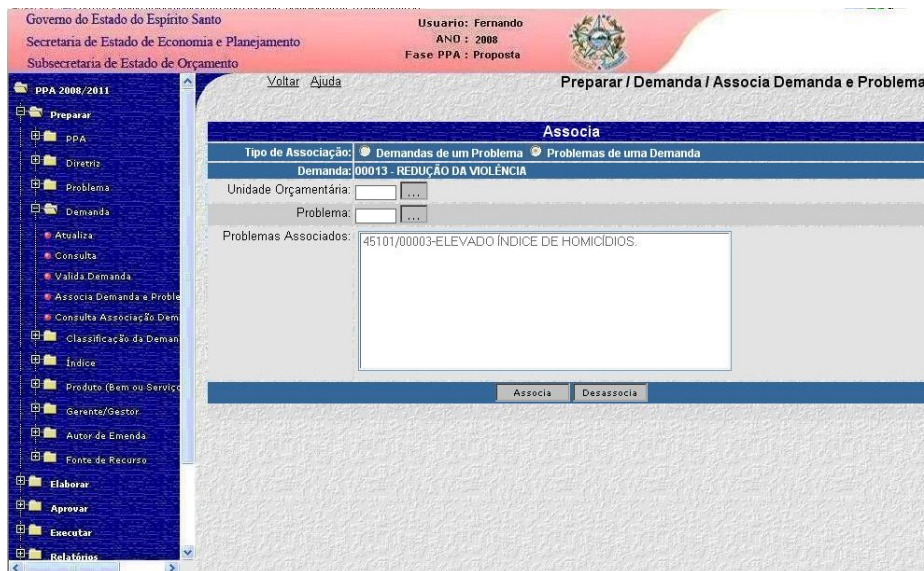 Governo do Estado do Espírito Santo
Secretaria de Estado de Economia e Planejamento
Subsecretaria de Estado de Orçamento
Usuario: Fernando
ANO : 2008
Fase PPA : Proposta
PPA 2008/2011
Preparar
PPA
Diretriz
Problema
Demanda
Atualiza
Consulta
Valida Demanda
Associa Demanda e Proble
Consulta Associação Dem
Classificação da Deman
Índice
Produto (Bem ou Serviço
Gerente/Gestor
Autor de Emenda
Fonte de Recurso
Elaborar
Aprovar
Executar
Relatórios
Voltar Ajuda
Preparar / Demanda / Associa Demanda e Problema
Associa
Tipo de Associação: Demandas de um Problema Problemas de uma Demanda
Demanda: 00013 - REDUÇÃO DA VIOLÊNCIA
Unidade Orçamentária: ...
Problema: ...
Problemas Associados: 45101/00003-ELEVADO ÍNDICE DE HOMICÍDIOS.
Associa Desassocia